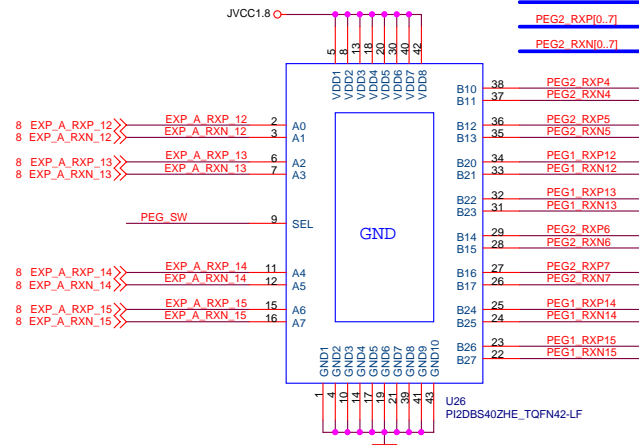 JVCC1.8
PEG2_RXP[0..7]
PEG2_RXN[0..7]
5 8 13 18 20 30 40 42
VDD1 VDD2 VDD3 VDD4 VDD5 VDD6 VDD7 VDD8
8 EXP_A_RXP_12 EXP_A_RXP_12 2 A0
8 EXP_A_RXN_12 EXP_A_RXN_12 3 A1
8 EXP_A_RXP_13 EXP_A_RXP_13 6 A2
8 EXP_A_RXN_13 EXP_A_RXN_13 7 A3
PEG_SW 9 SEL
8 EXP_A_RXP_14 EXP_A_RXP_14 11 A4
8 EXP_A_RXN_14 EXP_A_RXN_14 12 A5
8 EXP_A_RXP_15 EXP_A_RXP_15 15 A6
8 EXP_A_RXN_15 EXP_A_RXN_15 16 A7
GND
B10 38 PEG2_RXP4
B11 37 PEG2_RXN4
B12 36 PEG2_RXP5
B13 35 PEG2_RXN5
B20 34 PEG1_RXP12
B21 33 PEG1_RXN12
B22 32 PEG1_RXP13
B23 31 PEG1_RXN13
B14 29 PEG2_RXP6
B15 28 PEG2_RXN6
B16 27 PEG2_RXP7
B17 26 PEG2_RXN7
B24 25 PEG1_RXP14
B25 24 PEG1_RXN14
B26 23 PEG1_RXP15
B27 22 PEG1_RXN15
GND1 GND2 GND3 GND4 GND5 GND6 GND7 GND8 GND9 GND10
1 4 10 14 17 19 21 39 41 43
U26
PI2DBS40ZHE_TQFN42-LF